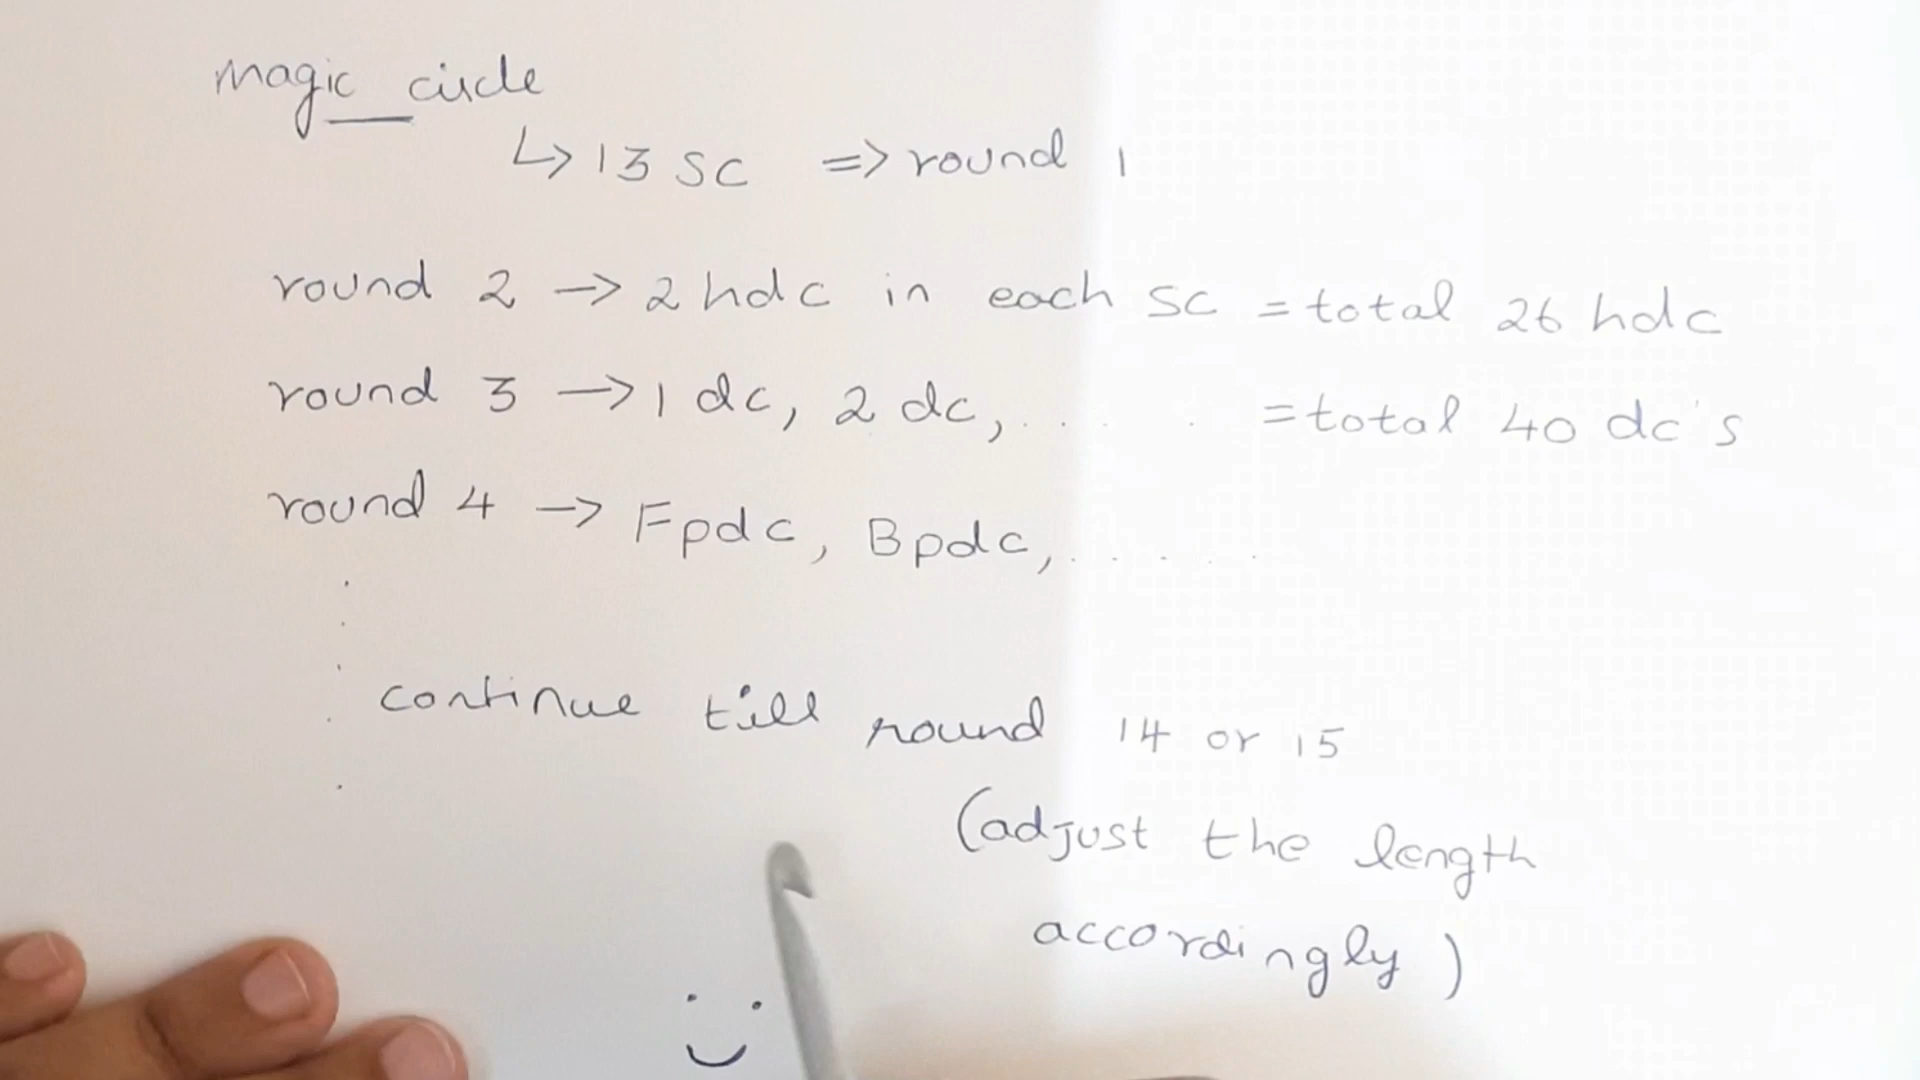 magic circle
↳ 13 sc => round 1
round 2 -> 2 hdc in each sc = total 26 hdc
round 3 -> 1 dc, 2 dc, ..... = total 40 dc's
round 4 -> Fpdc, Bpdc, .....
continue till round 14 or 15
(adjust the length
accordingly)